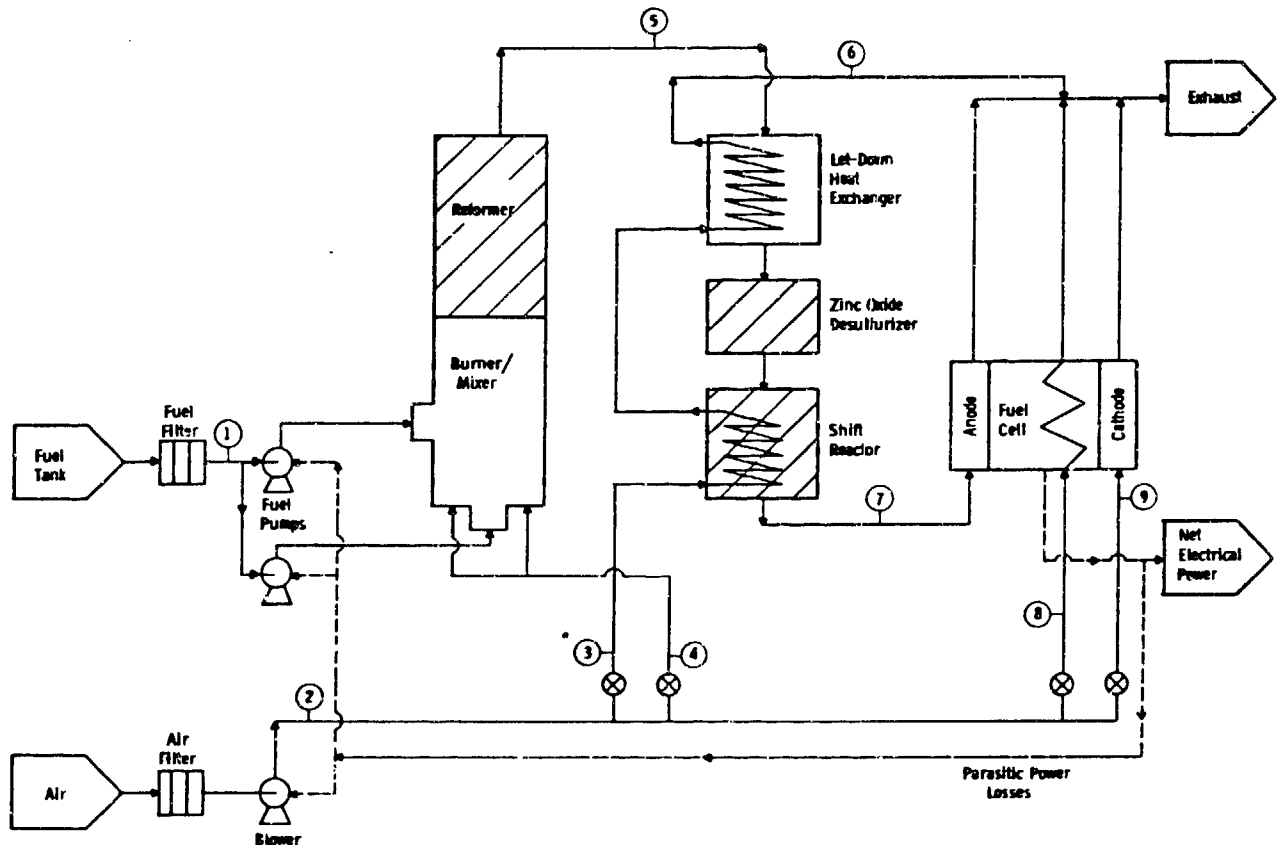 5
6
Exhaust
Reformer
Let-Down
Heat
Exchanger
Zinc Oxide
Desulfurizer
Burner/
Mixer
Shift
Reactor
Anode
Fuel
Cell
Cathode
Fuel
Filter
1
Fuel
Tank
Fuel
Pumps
7
9
Net
Electrical
Power
8
3
4
2
Air
Filter
Air
Blower
Parasitic Power
Losses